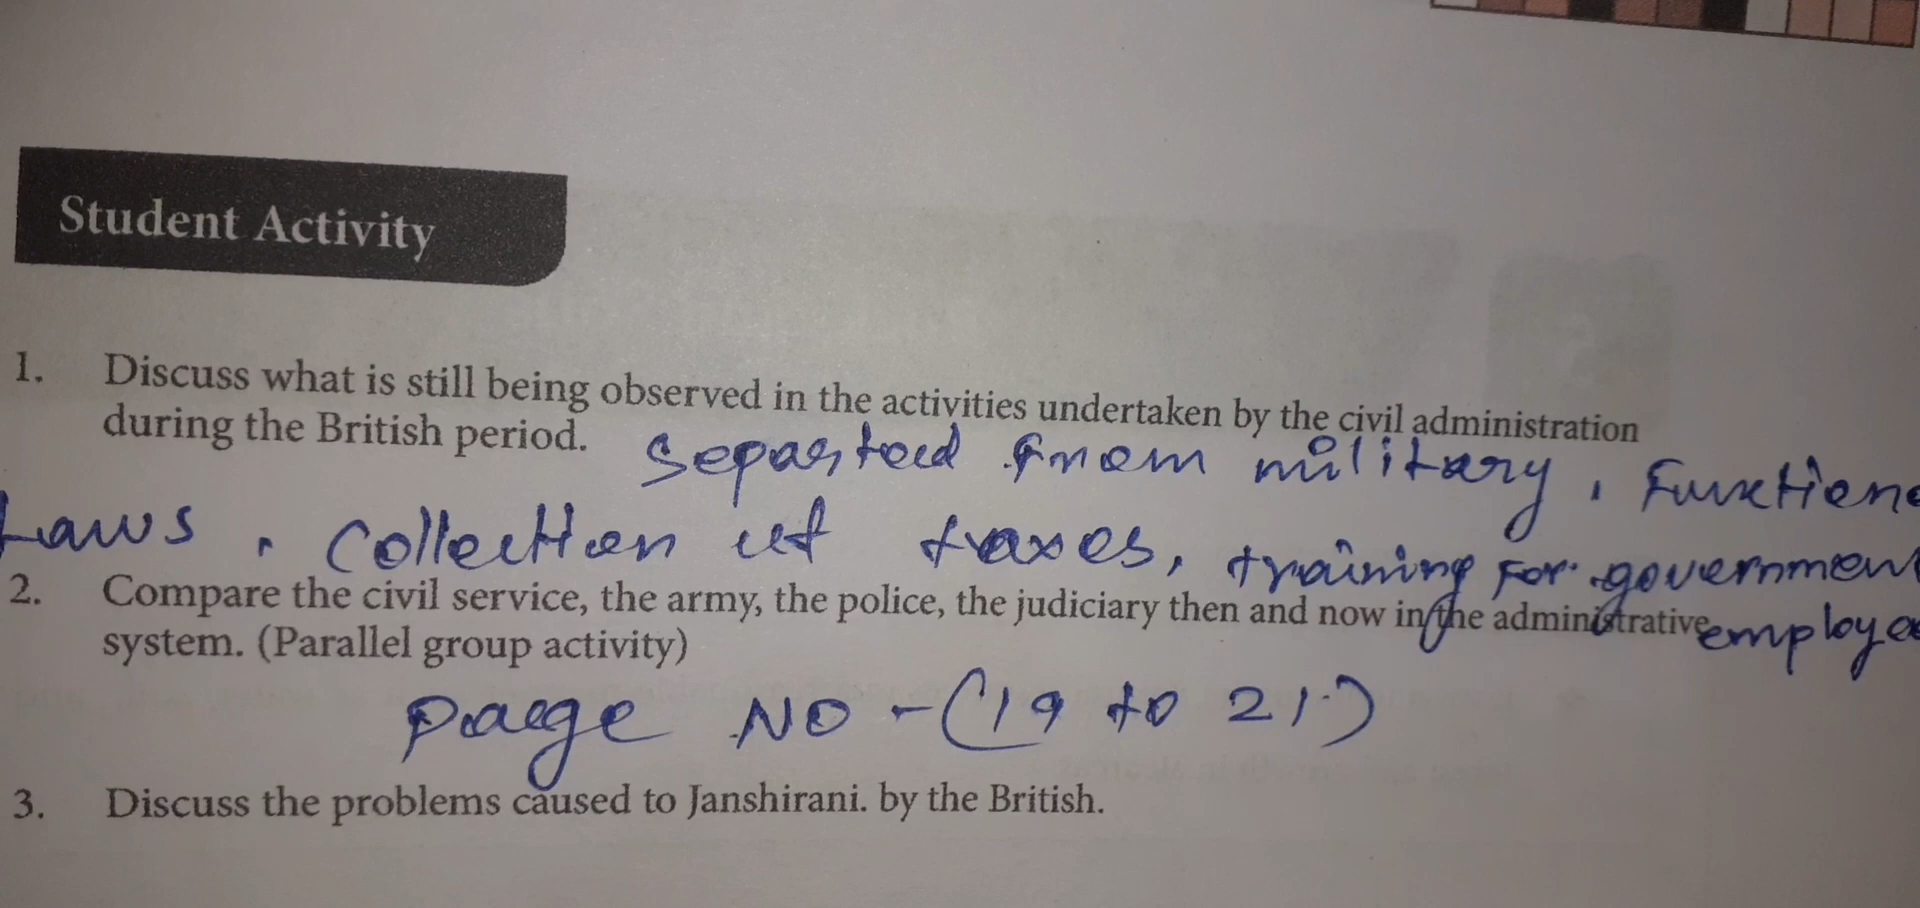 Student Activity
1. Discuss what is still being observed in the activities undertaken by the civil administration
during the British period.
Separated from military, Functions
Laws, Collection of taxes, training for government
employee
2. Compare the civil service, the army, the police, the judiciary then and now in the administrative
system. (Parallel group activity)
Page NO - (19 to 21)
3. Discuss the problems caused to Janshirani. by the British.